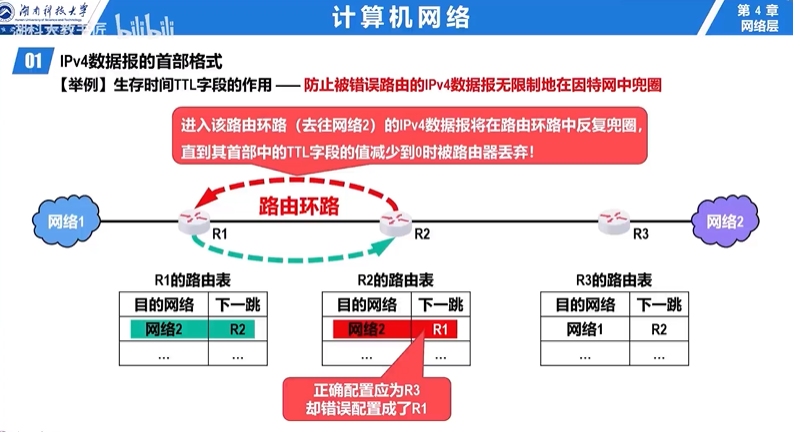 湖南科技大学
计算机网络
第 4 章
网络层
湖科大教书匠
bilibili
01
IPv4数据报的首部格式
【举例】生存时间TTL字段的作用 —— 防止被错误路由的IPv4数据报无限制地在因特网中兜圈
进入该路由环路（去往网络2）的IPv4数据报将在路由环路中反复兜圈，
直到其首部中的TTL字段的值减少到0时被路由器丢弃！
路由环路
网络1
R1
R2
R3
网络2
R1的路由表
目的网络 下一跳
网络2 R2
... ...
R2的路由表
目的网络 下一跳
网络2 R1
... ...
R3的路由表
目的网络 下一跳
网络1 R2
... ...
正确配置应为R3
却错误配置成了R1